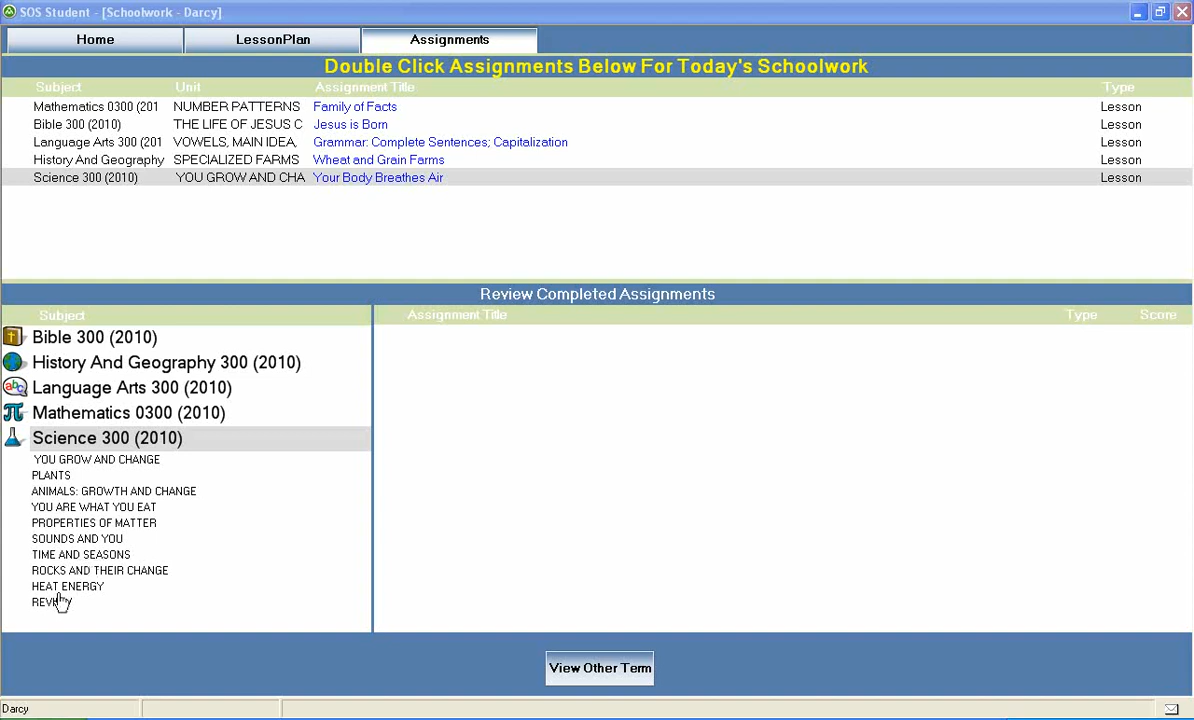 SOS Student - [Schoolwork - Darcy]
Home LessonPlan Assignments
Double Click Assignments Below For Today's Schoolwork
Subject Unit Assignment Title Type
Mathematics 0300 (201 NUMBER PATTERNS Family of Facts Lesson
Bible 300 (2010) THE LIFE OF JESUS C Jesus is Born Lesson
Language Arts 300 (201 VOWELS, MAIN IDEA, Grammar: Complete Sentences; Capitalization Lesson
History And Geography SPECIALIZED FARMS Wheat and Grain Farms Lesson
Science 300 (2010) YOU GROW AND CHA Your Body Breathes Air Lesson
Review Completed Assignments
Subject Assignment Title Type Score
Bible 300 (2010)
History And Geography 300 (2010)
Language Arts 300 (2010)
Mathematics 0300 (2010)
Science 300 (2010)
YOU GROW AND CHANGE
PLANTS
ANIMALS: GROWTH AND CHANGE
YOU ARE WHAT YOU EAT
PROPERTIES OF MATTER
SOUNDS AND YOU
TIME AND SEASONS
ROCKS AND THEIR CHANGE
HEAT ENERGY
REVIEW
View Other Term
Darcy